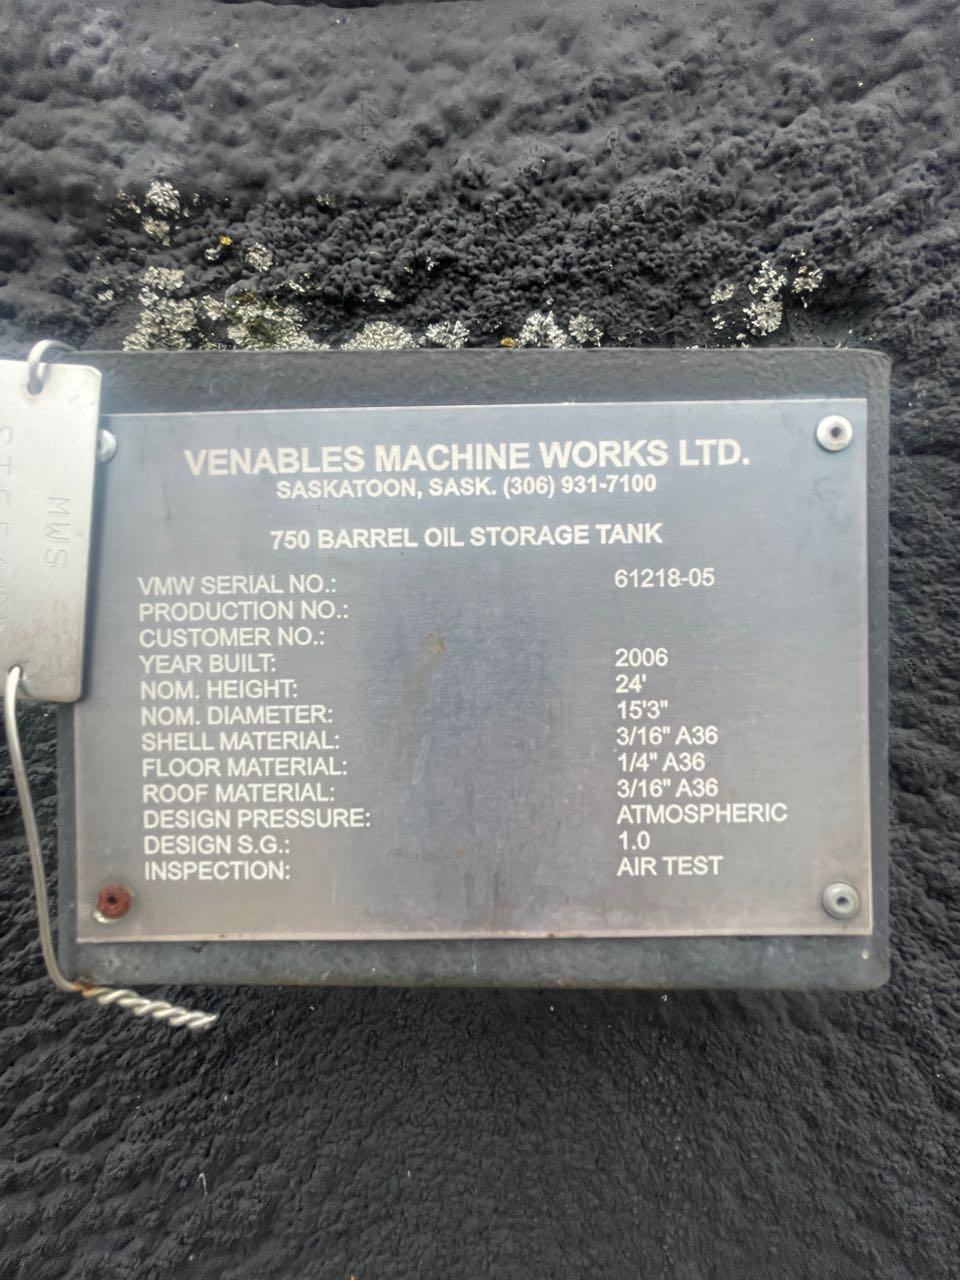 VENABLES MACHINE WORKS LTD.
SASKATOON, SASK. (306) 931-7100
750 BARREL OIL STORAGE TANK
VMW SERIAL NO.: 61218-05
PRODUCTION NO.:
CUSTOMER NO.:
YEAR BUILT: 2006
NOM. HEIGHT: 24'
NOM. DIAMETER: 15'3"
SHELL MATERIAL: 3/16" A36
FLOOR MATERIAL: 1/4" A36
ROOF MATERIAL: 3/16" A36
DESIGN PRESSURE: ATMOSPHERIC
DESIGN S.G.: 1.0
INSPECTION: AIR TEST
MWS